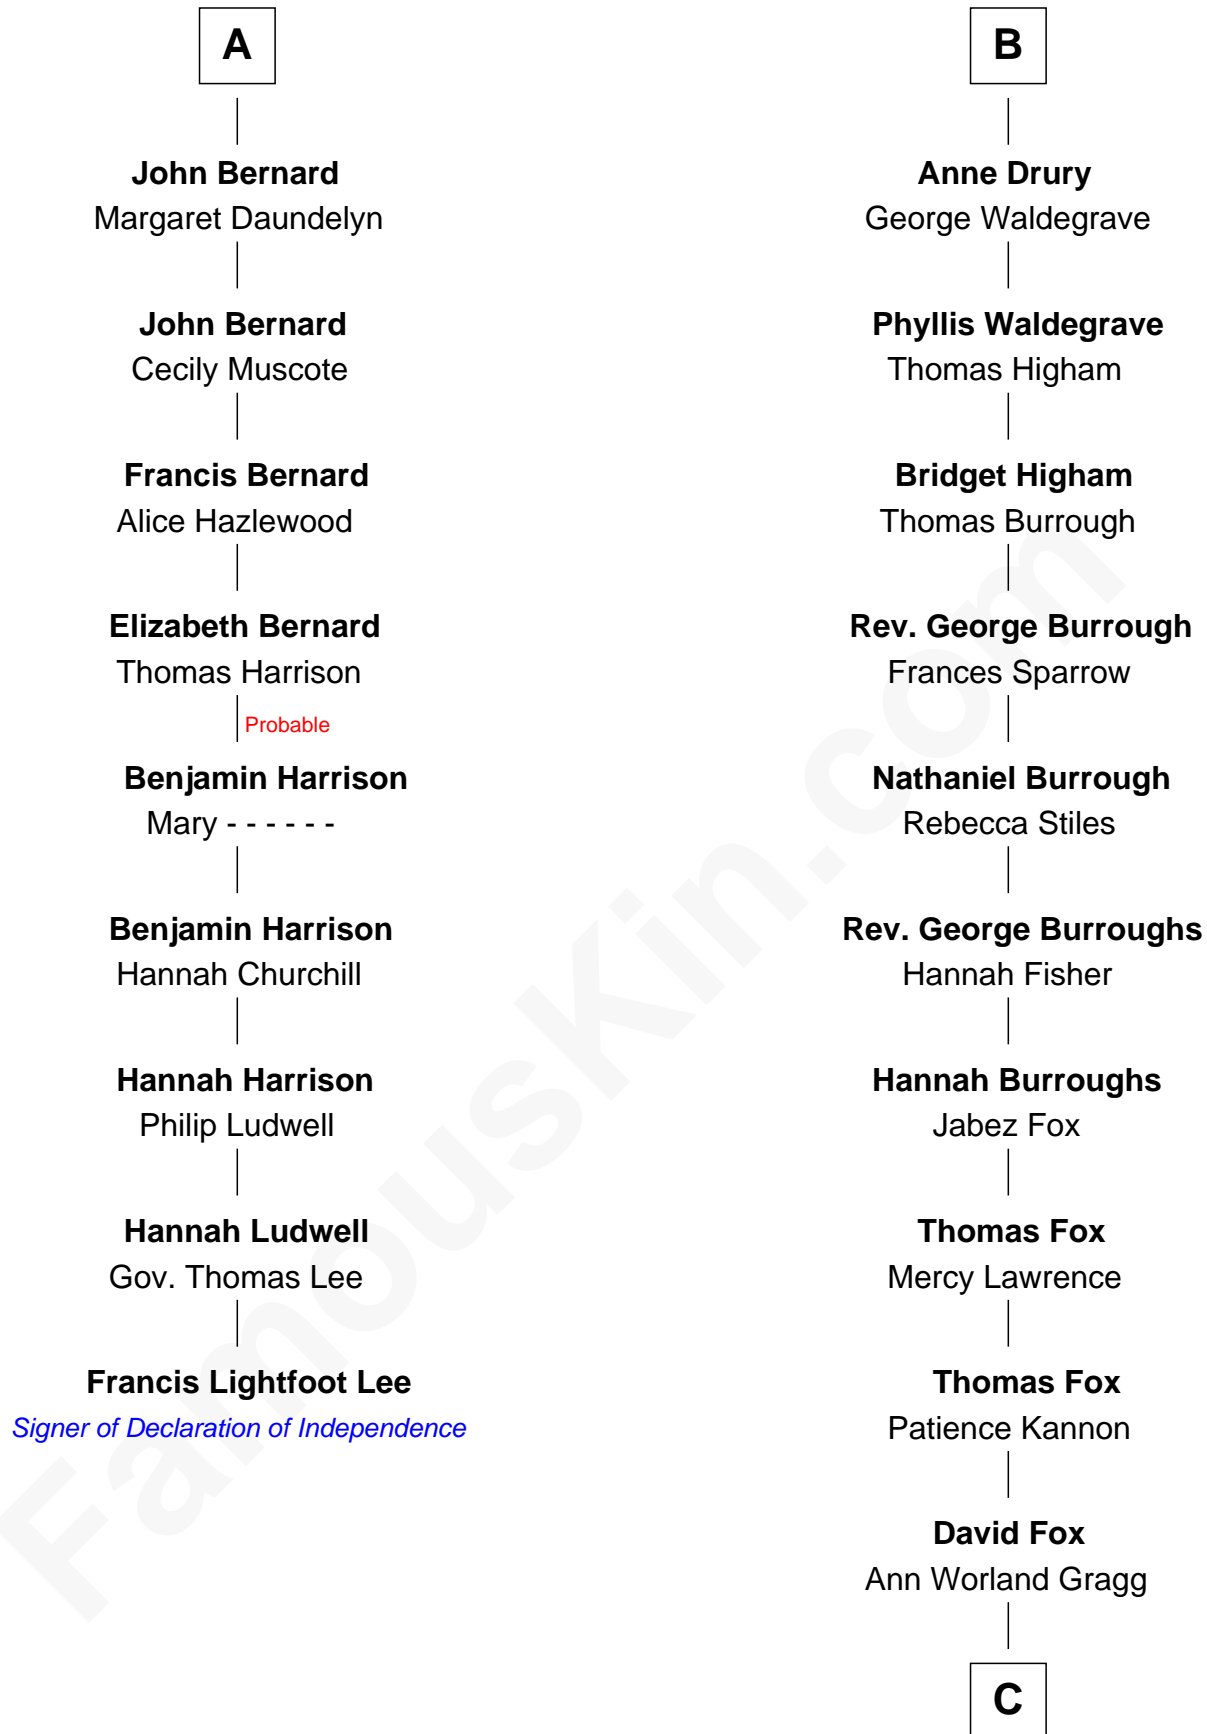 A
John Bernard
Margaret Daundelyn
John Bernard
Cecily Muscote
Francis Bernard
Alice Hazlewood
Elizabeth Bernard
Thomas Harrison
Probable
Benjamin Harrison
Mary - - - - - -
Benjamin Harrison
Hannah Churchill
Hannah Harrison
Philip Ludwell
Hannah Ludwell
Gov. Thomas Lee
Francis Lightfoot Lee
Signer of Declaration of Independence
B
Anne Drury
George Waldegrave
Phyllis Waldegrave
Thomas Higham
Bridget Higham
Thomas Burrough
Rev. George Burrough
Frances Sparrow
Nathaniel Burrough
Rebecca Stiles
Rev. George Burroughs
Hannah Fisher
Hannah Burroughs
Jabez Fox
Thomas Fox
Mercy Lawrence
Thomas Fox
Patience Kannon
David Fox
Ann Worland Gragg
C
FamousKin.com